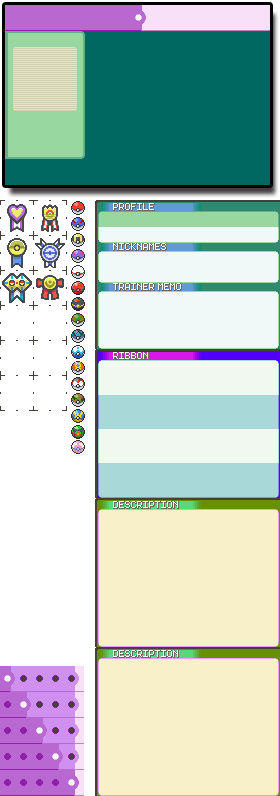 PROFILE
NICKNAMES
TRAINER MEMO
RIBBON
DESCRIPTION
DESCRIPTION